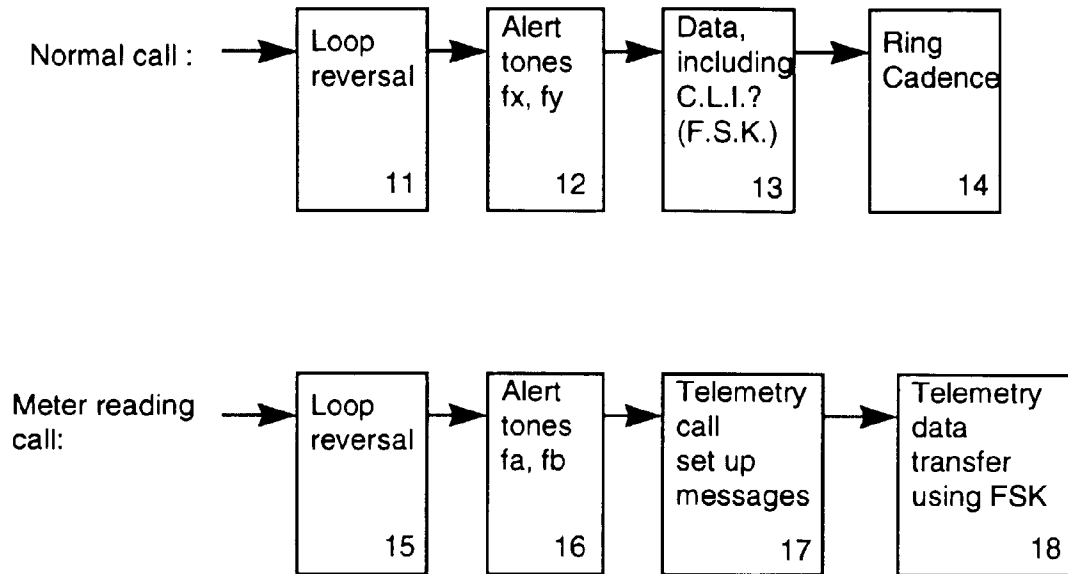 Normal call :
Loop
reversal
11
Alert
tones
fx, fy
12
Data,
including
C.L.I.?
(F.S.K.)
13
Ring
Cadence
14
Meter reading
call:
Loop
reversal
15
Alert
tones
fa, fb
16
Telemetry
call
set up
messages
17
Telemetry
data
transfer
using FSK
18